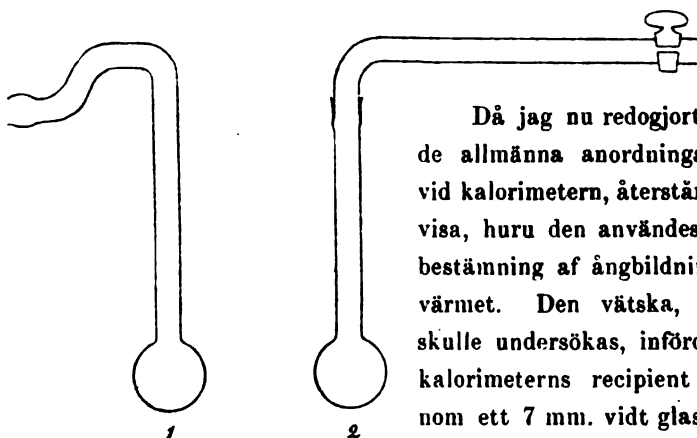 Då jag nu redogjort
de allmänna anordninga
vid kalorimetern, återstår
visa, huru den användes
bestämning af ångbildnin
värmet. Den vätska,
skulle undersökas, införd
kalorimeterns recipient
nom ett 7 mm. vidt glas
1 2